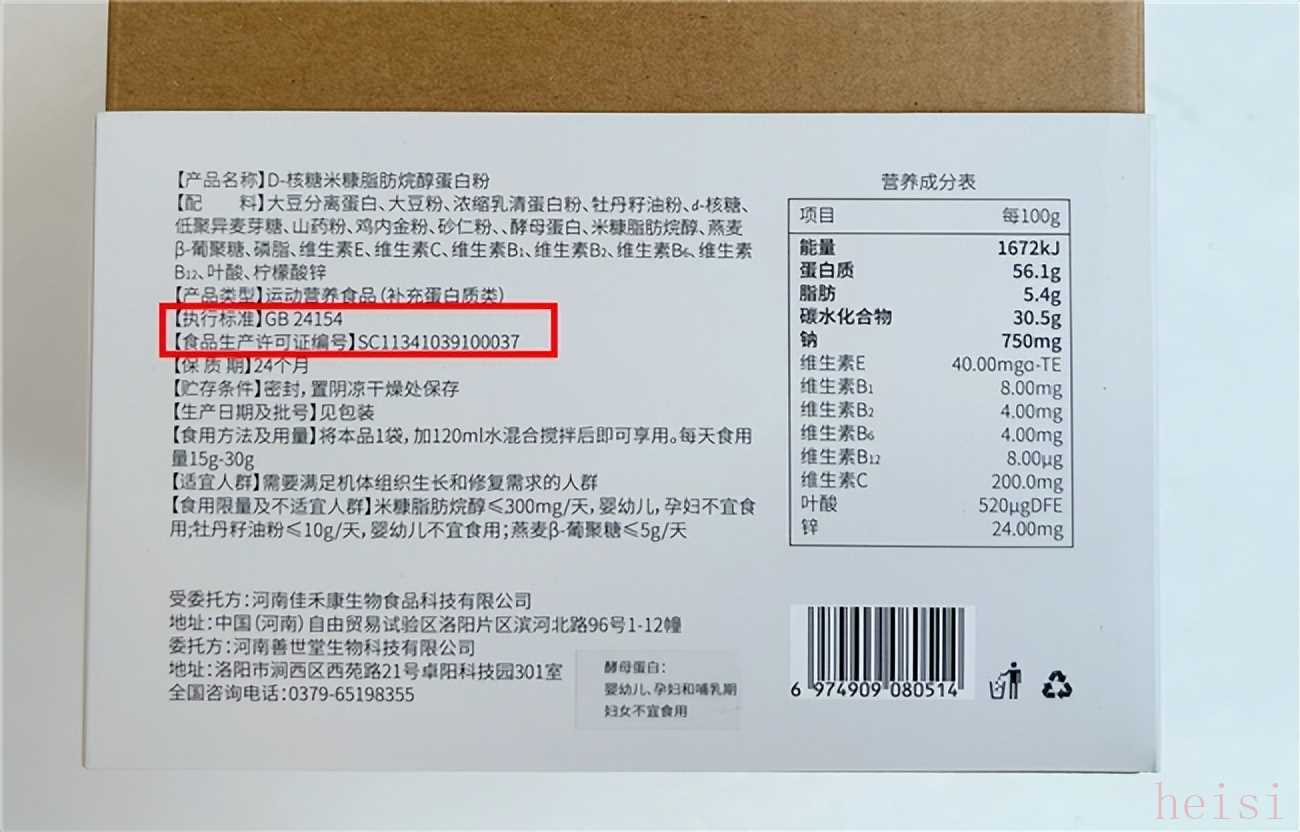 【产品名称】D-核糖米糠脂肪烷醇蛋白粉
【配　　料】大豆分离蛋白、大豆粉、浓缩乳清蛋白粉、牡丹籽油粉、d-核糖、
低聚异麦芽糖、山药粉、鸡内金粉、砂仁粉、、酵母蛋白、米糠脂肪烷醇、燕麦
β-葡聚糖、磷脂、维生素E、维生素C、维生素B₁、维生素B₂、维生素B₆、维生素
B₁₂、叶酸、柠檬酸锌
【产品类型】运动营养食品(补充蛋白质类)
【执行标准】GB 24154
【食品生产许可证编号】SC11341039100037
【保 质 期】24个月
【贮存条件】密封，置阴凉干燥处保存
【生产日期及批号】见包装
【食用方法及用量】将本品1袋，加120ml水混合搅拌后即可享用。每天食用
量15g-30g
【适宜人群】需要满足机体组织生长和修复需求的人群
【食用限量及不适宜人群】米糠脂肪烷醇≤300mg/天，婴幼儿，孕妇不宜食
用;牡丹籽油粉≤10g/天，婴幼儿不宜食用；燕麦β-葡聚糖≤5g/天
受委托方：河南佳禾康生物食品科技有限公司
地址：中国（河南）自由贸易试验区洛阳片区滨河北路96号1-12幢
委托方：河南善世堂生物科技有限公司
地址：洛阳市涧西区西苑路21号卓阳科技园301室
全国咨询电话：0379-65198355
酵母蛋白：
婴幼儿、孕妇和哺乳期
妇女不宜食用
营养成分表
项目 每100g
能量 1672kJ
蛋白质 56.1g
脂肪 5.4g
碳水化合物 30.5g
钠 750mg
维生素E 40.00mgα-TE
维生素B₁ 8.00mg
维生素B₂ 4.00mg
维生素B₆ 4.00mg
维生素B₁₂ 8.00μg
维生素C 200.0mg
叶酸 520μgDFE
锌 24.00mg
6 974909 080514
heisi